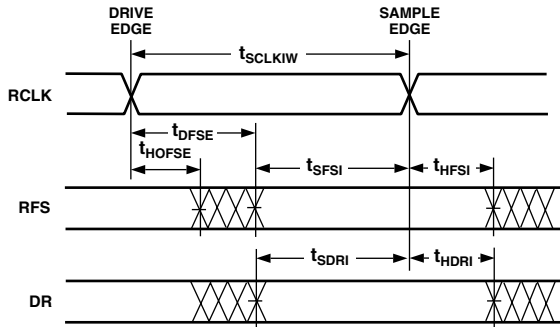 DRIVE
EDGE
SAMPLE
EDGE
tSCLKIW
RCLK
tDFSE
tHOFSE
tSFSI
tHFSI
RFS
tSDRI
tHDRI
DR